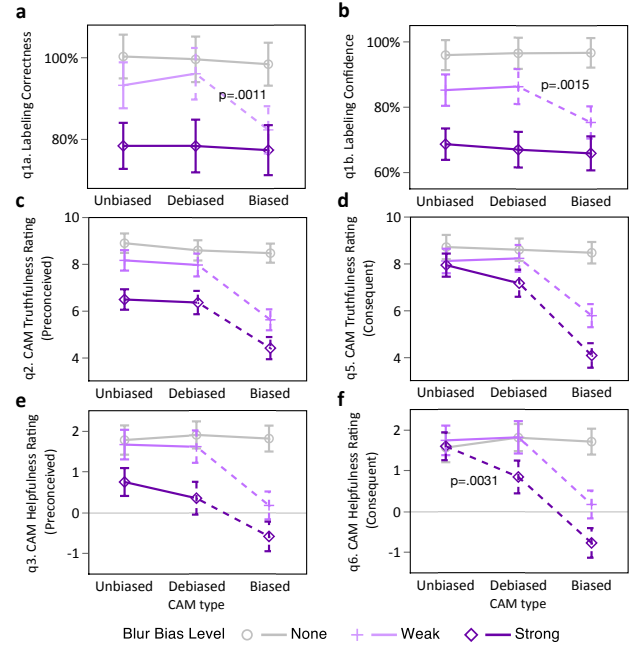 a
q1a. Labeling Correctness
100%
80%
p=.0011
Unbiased Debiased Biased
b
q1b. Labeling Confidence
100%
80%
60%
p=.0015
Unbiased Debiased Biased
c
q2. CAM Truthfulness Rating
(Preconceived)
10
8
6
4
Unbiased Debiased Biased
d
q5. CAM Truthfulness Rating
(Consequent)
10
8
6
4
Unbiased Debiased Biased
e
q3. CAM Helpfulness Rating
(Preconceived)
2
1
0
-1
Unbiased Debiased Biased
CAM type
f
q6. CAM Helpfulness Rating
(Consequent)
2
1
0
-1
p=.0031
Unbiased Debiased Biased
CAM type
Blur Bias Level None Weak Strong